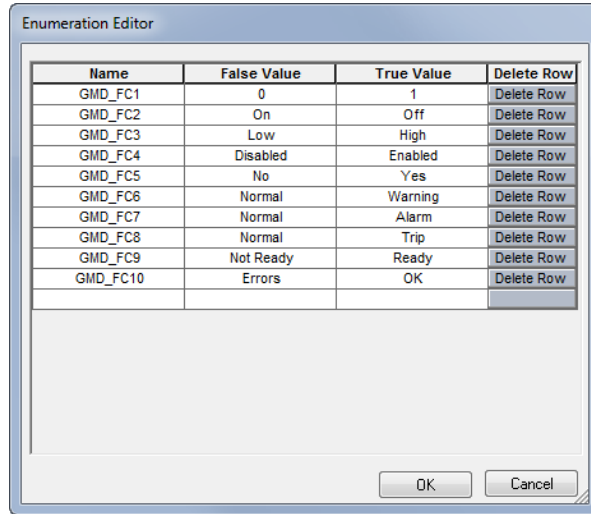 Enumeration Editor
Name False Value True Value Delete Row
GMD_FC1 0 1 Delete Row
GMD_FC2 On Off Delete Row
GMD_FC3 Low High Delete Row
GMD_FC4 Disabled Enabled Delete Row
GMD_FC5 No Yes Delete Row
GMD_FC6 Normal Warning Delete Row
GMD_FC7 Normal Alarm Delete Row
GMD_FC8 Normal Trip Delete Row
GMD_FC9 Not Ready Ready Delete Row
GMD_FC10 Errors OK Delete Row
OK Cancel